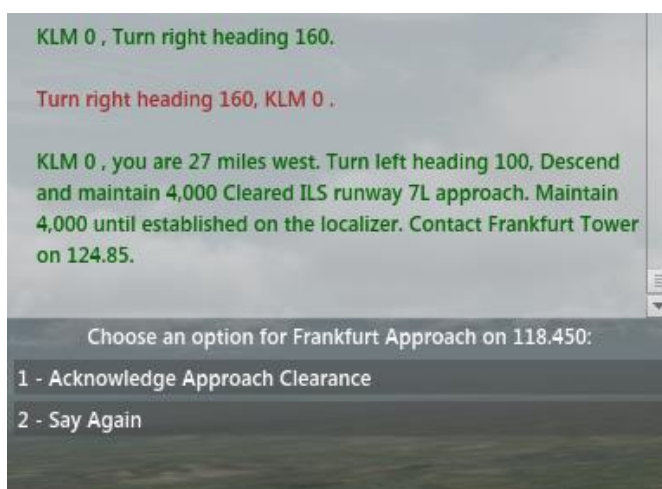 KLM 0 , Turn right heading 160.
Turn right heading 160, KLM 0 .
KLM 0 , you are 27 miles west. Turn left heading 100, Descend
and maintain 4,000 Cleared ILS runway 7L approach. Maintain
4,000 until established on the localizer. Contact Frankfurt Tower
on 124.85.
Choose an option for Frankfurt Approach on 118.450:
1 - Acknowledge Approach Clearance
2 - Say Again